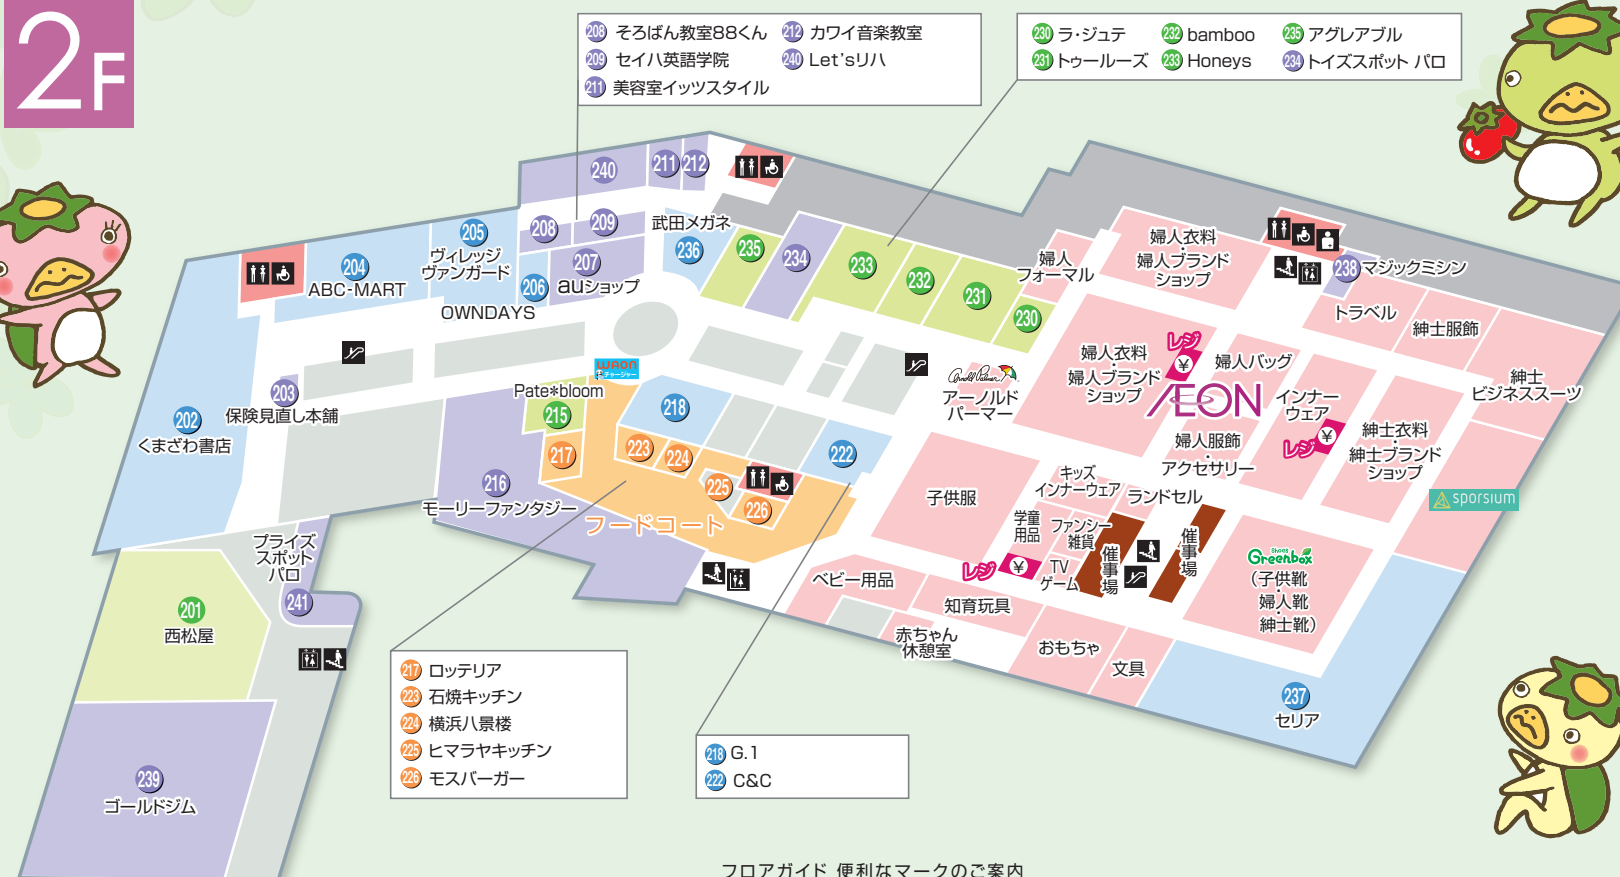 2F
208 そろばん教室88くん 212 カワイ音楽教室
209 セイハ英語学院 240 Let'sリハ
211 美容室イッツスタイル
230 ラ・ジュテ 232 bamboo 235 アグレアブル
231 トゥールーズ 233 Honeys 234 トイズスポット パロ
240
211
212
205
ヴィレッジ
ヴァンガード
208
209
武田メガネ
236
235
234
233
232
231
230
204
ABC-MART
206
OWNDAYS
207
auショップ
婦人
フォーマル
婦人衣料
・
婦人ブランド
ショップ
238 マジックミシン
トラベル
紳士服飾
紳士
ビジネススーツ
WAON
チャージャー
203
保険見直し本舗
202
くまざわ書店
Pate*bloom
215
217
218
223
224
225
226
222
216
モーリーファンタジー
フードコート
Arnold Palmer
アーノルド
パーマー
婦人衣料
・
婦人ブランド
ショップ
レジ
¥
婦人バッグ
ÆON
インナー
ウェア
レジ
¥
婦人服飾
・
アクセサリー
紳士衣料
・
紳士ブランド
ショップ
sporsium
子供服
キッズ
インナーウェア
ランドセル
学童
用品
ファンシー
雑貨
レジ
¥
TV
ゲーム
催事場
催事場
Shoes
Greenbox
(子供靴
・
婦人靴
・
紳士靴)
ベビー用品
知育玩具
赤ちゃん
休憩室
おもちゃ
文具
237
セリア
プライズ
スポット
パロ
241
201
西松屋
239
ゴールドジム
217 ロッテリア
223 石焼キッチン
224 横浜八景楼
225 ヒマラヤキッチン
226 モスバーガー
218 G.1
222 C&C
フロアガイド 便利なマークのご案内